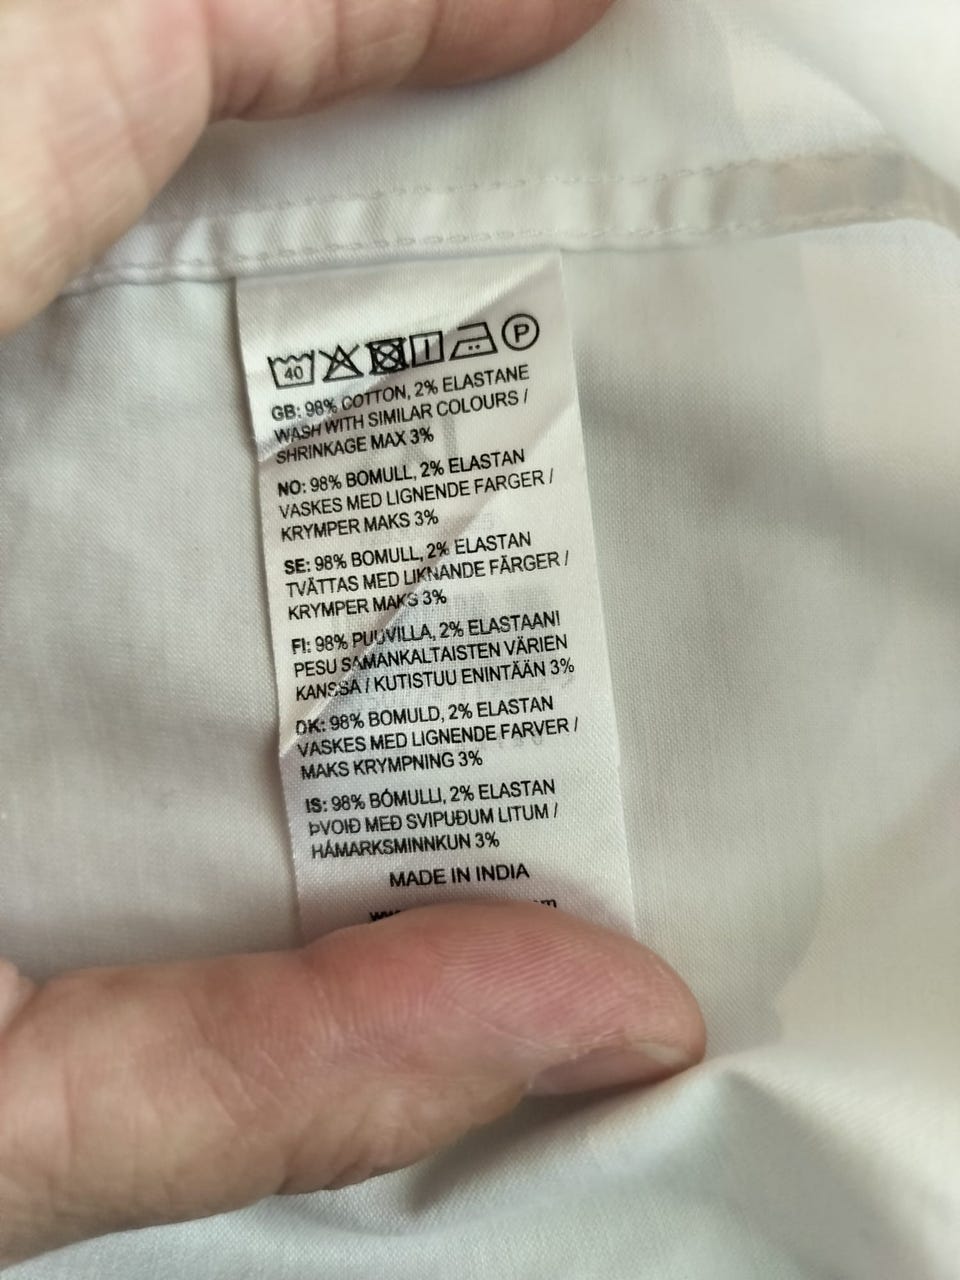 40 P
GB: 98% COTTON, 2% ELASTANE
WASH WITH SIMILAR COLOURS /
SHRINKAGE MAX 3%
NO: 98% BOMULL, 2% ELASTAN
VASKES MED LIGNENDE FARGER /
KRYMPER MAKS 3%
SE: 98% BOMULL, 2% ELASTAN
TVÄTTAS MED LIKNANDE FÄRGER /
KRYMPER MAKS 3%
FI: 98% PUUVILLA, 2% ELASTAANI
PESU SAMANKALTAISTEN VÄRIEN
KANSSA / KUTISTUU ENINTÄÄN 3%
DK: 98% BOMULD, 2% ELASTAN
VASKES MED LIGNENDE FARVER /
MAKS KRYMPNING 3%
IS: 98% BÓMULLI, 2% ELASTAN
ÞVOIÐ MEÐ SVIPUÐUM LITUM /
HÁMARKSMINNKUN 3%
MADE IN INDIA